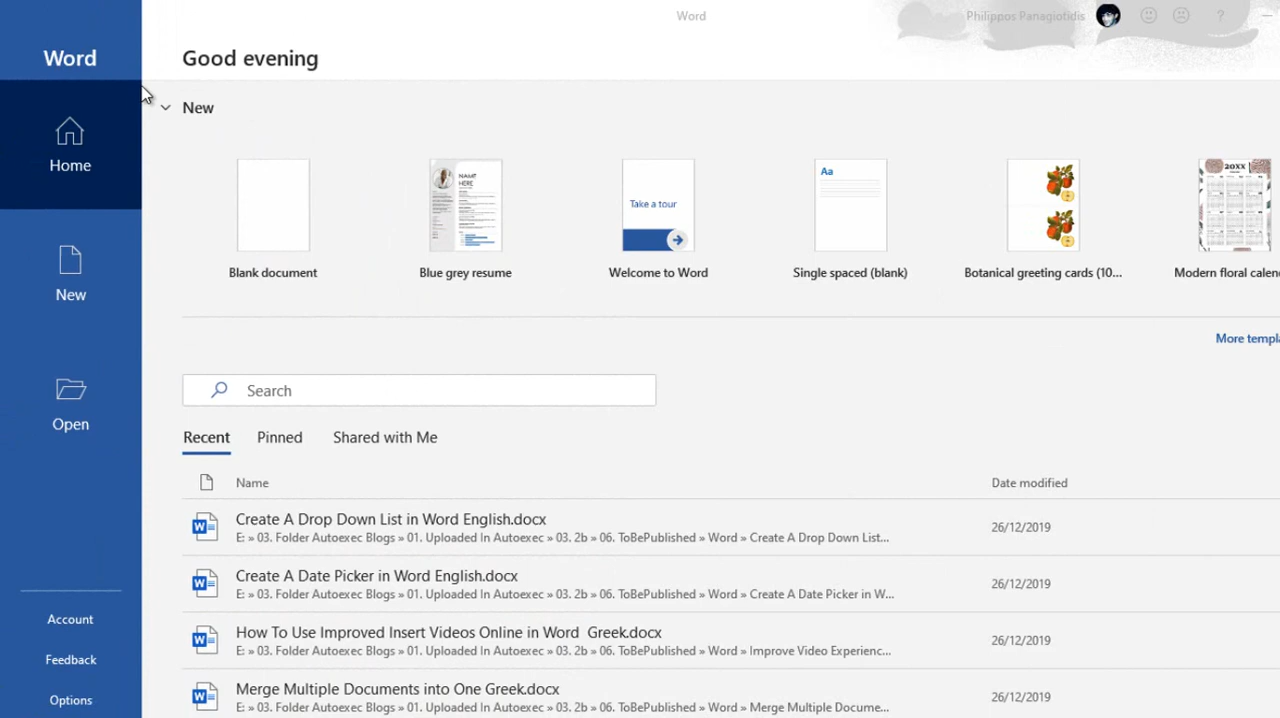 Word
Philippos Panagiotidis
?
Word
Good evening
New
Home
New
Open
Account
Feedback
Options
NAME
HERE
Take a tour
Aa
20XX
Blank document
Blue grey resume
Welcome to Word
Single spaced (blank)
Botanical greeting cards (10...
Modern floral calen
More templa
Search
Recent Pinned Shared with Me
Name Date modified
Create A Drop Down List in Word English.docx
E: » 03. Folder Autoexec Blogs » 01. Uploaded In Autoexec » 03. 2b » 06. ToBePublished » Word » Create A Drop Down List...
26/12/2019
Create A Date Picker in Word English.docx
E: » 03. Folder Autoexec Blogs » 01. Uploaded In Autoexec » 03. 2b » 06. ToBePublished » Word » Create A Date Picker in W...
26/12/2019
How To Use Improved Insert Videos Online in Word  Greek.docx
E: » 03. Folder Autoexec Blogs » 01. Uploaded In Autoexec » 03. 2b » 06. ToBePublished » Word » Improve Video Experienc...
26/12/2019
Merge Multiple Documents into One Greek.docx
E: » 03. Folder Autoexec Blogs » 01. Uploaded In Autoexec » 03. 2b » 06. ToBePublished » Word » Merge Multiple Docume...
26/12/2019